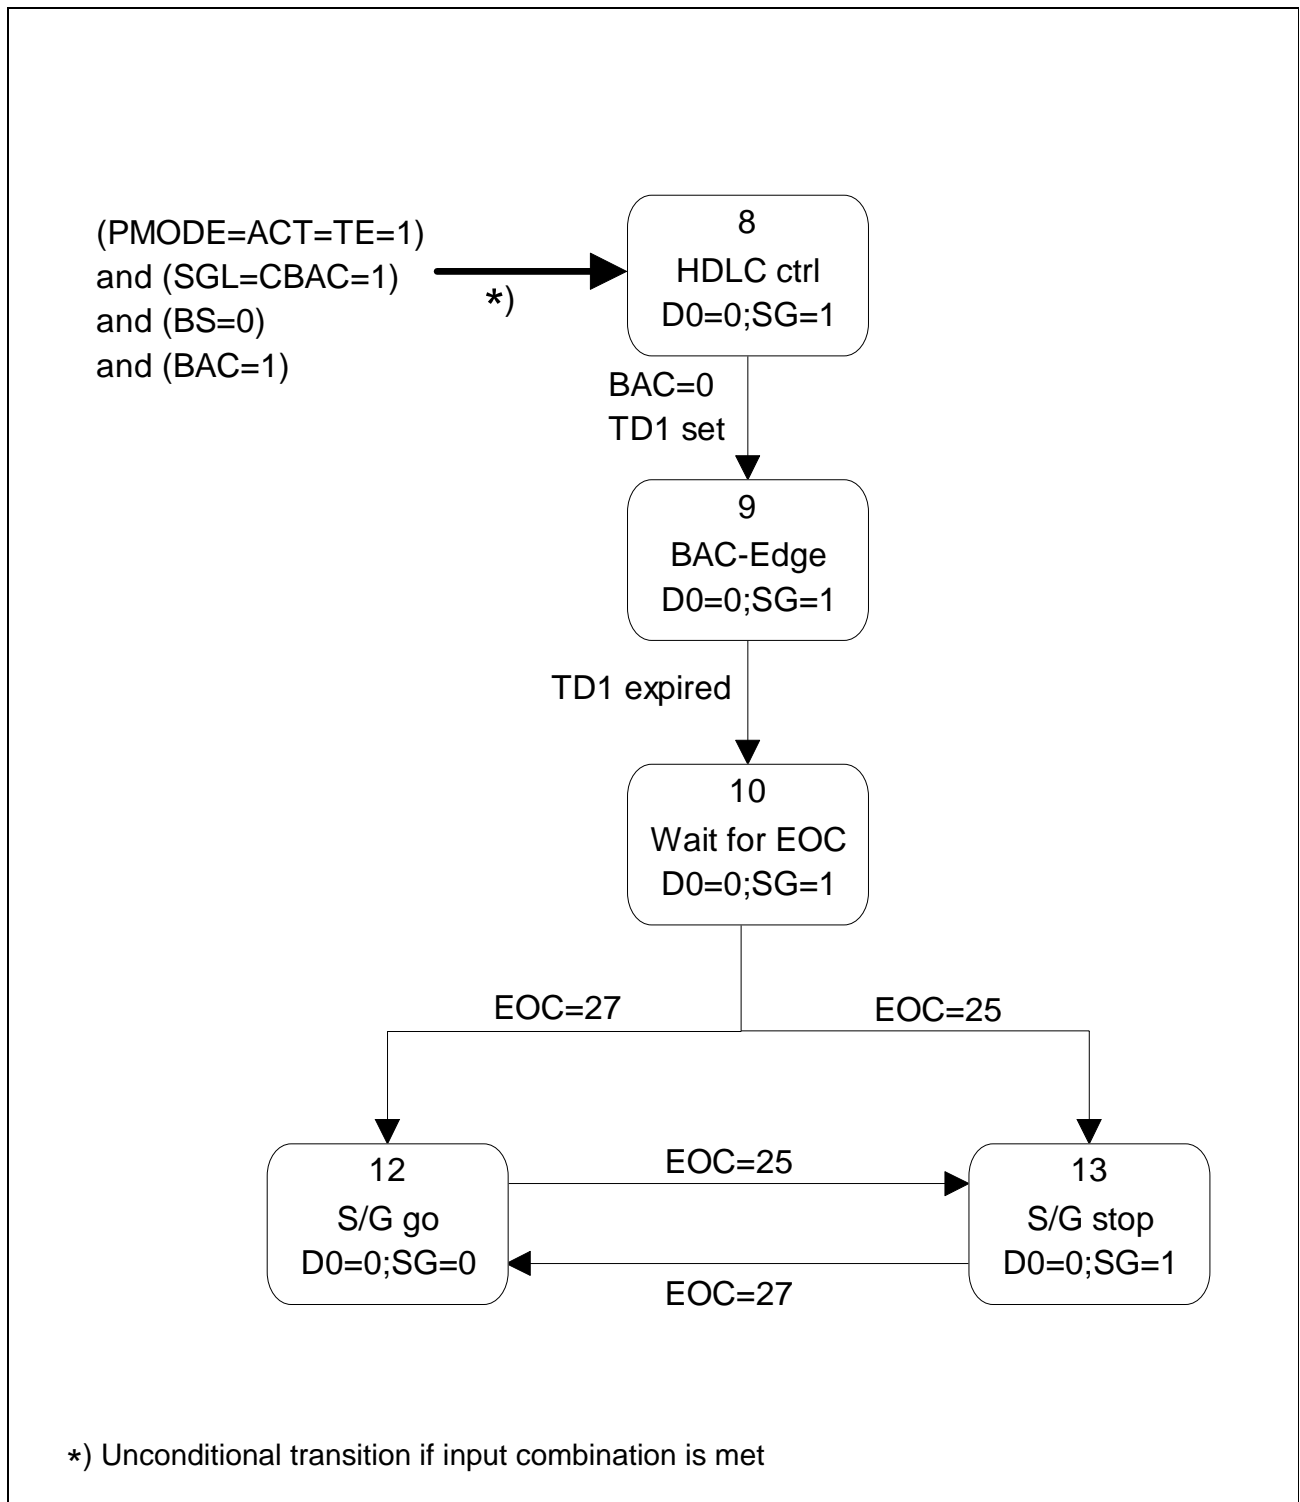 8
HDLC ctrl
D0=0;SG=1
(PMODE=ACT=TE=1)
and (SGL=CBAC=1)
and (BS=0)
and (BAC=1)
*)
BAC=0
TD1 set
9
BAC-Edge
D0=0;SG=1
TD1 expired
10
Wait for EOC
D0=0;SG=1
EOC=27
EOC=25
12
S/G go
D0=0;SG=0
EOC=25
EOC=27
13
S/G stop
D0=0;SG=1
*) Unconditional transition if input combination is met